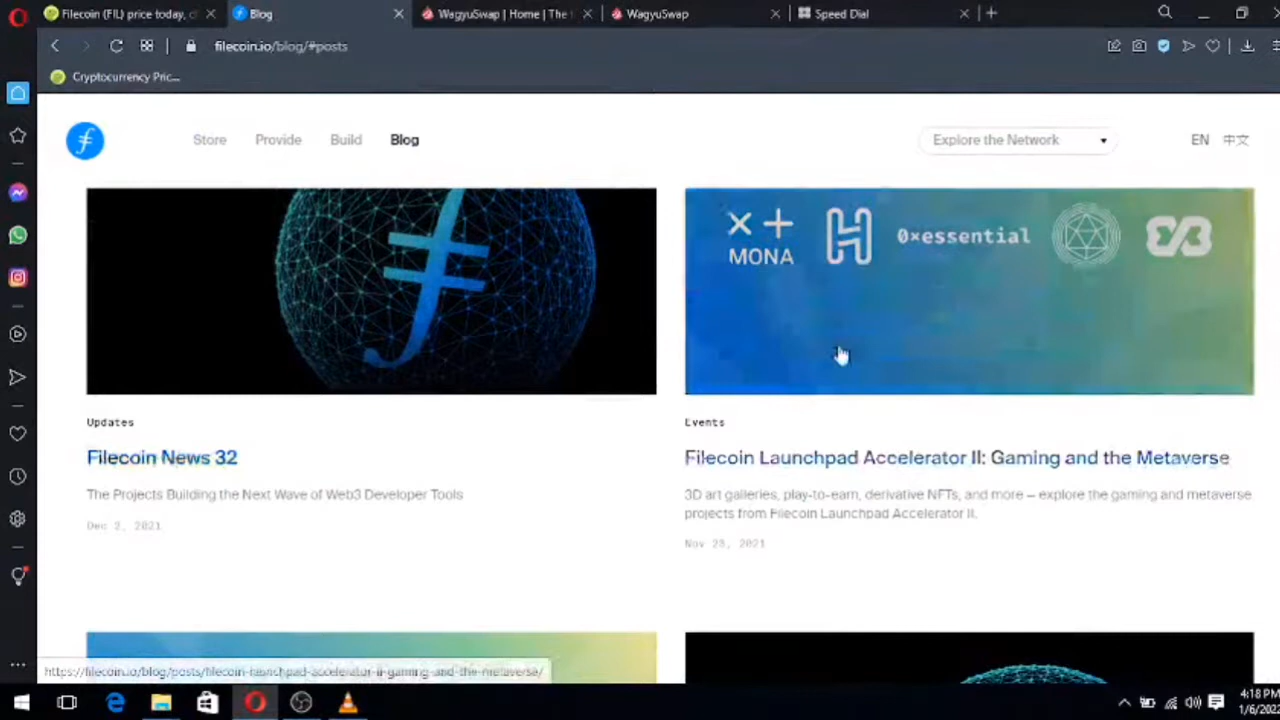 Filecoin (FIL) price today, c
Blog
WagyuSwap | Home | The
WagyuSwap
Speed Dial
filecoin.io/blog/#posts
Cryptocurrency Pric...
Store
Provide
Build
Blog
Explore the Network
EN
中文
MONA
0xessential
Updates
Filecoin News 32
The Projects Building the Next Wave of Web3 Developer Tools
Dec 2, 2021
Events
Filecoin Launchpad Accelerator II: Gaming and the Metaverse
3D art galleries, play-to-earn, derivative NFTs, and more – explore the gaming and metaverse
projects from Filecoin Launchpad Accelerator II.
Nov 23, 2021
https://filecoin.io/blog/posts/filecoin-launchpad-accelerator-ii-gaming-and-the-metaverse/
4:18 PM